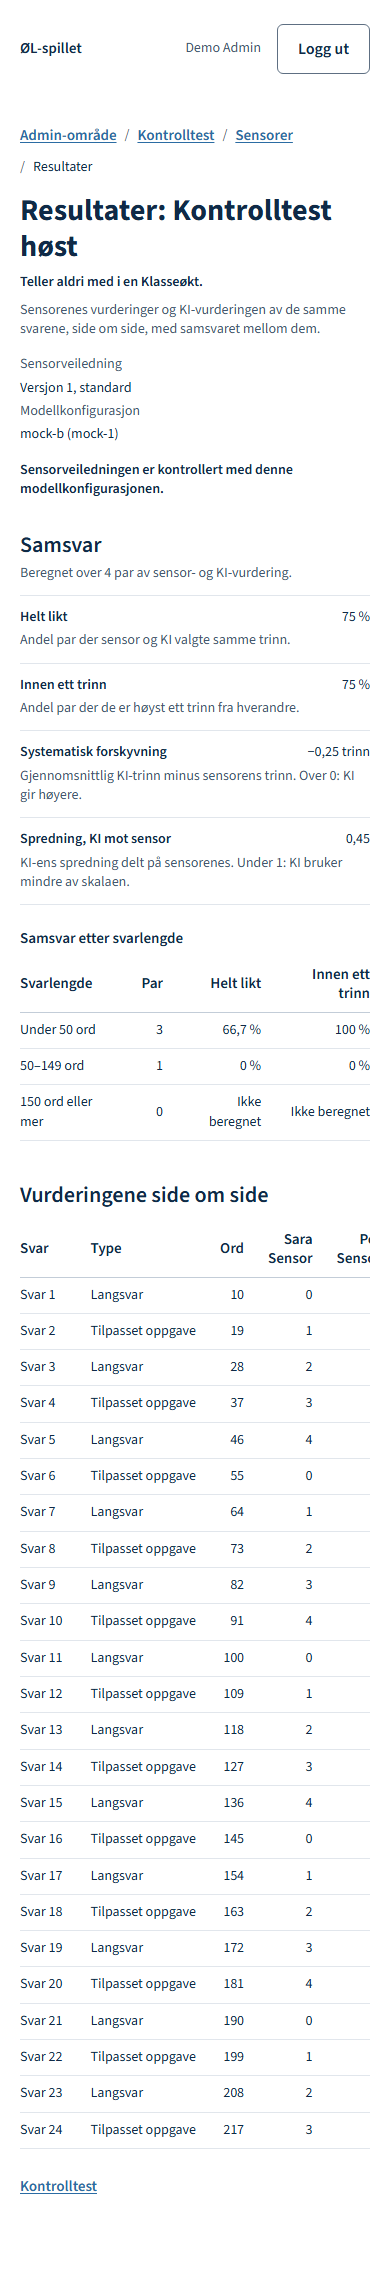 ØL-spillet Demo Admin Logg ut
Admin-område / Kontrolltest / Sensorer
/ Resultater
Resultater: Kontrolltest
høst
Teller aldri med i en Klasseøkt.
Sensorenes vurderinger og KI-vurderingen av de samme
svarene, side om side, med samsvaret mellom dem.
Sensorveiledning
Versjon 1, standard
Modellkonfigurasjon
mock-b (mock-1)
Sensorveiledningen er kontrollert med denne
modellkonfigurasjonen.
Samsvar
Beregnet over 4 par av sensor- og KI-vurdering.
Helt likt 75 %
Andel par der sensor og KI valgte samme trinn.
Innen ett trinn 75 %
Andel par der de er høyst ett trinn fra hverandre.
Systematisk forskyvning −0,25 trinn
Gjennomsnittlig KI-trinn minus sensorens trinn. Over 0: KI
gir høyere.
Spredning, KI mot sensor 0,45
KI-ens spredning delt på sensorenes. Under 1: KI bruker
mindre av skalaen.
Samsvar etter svarlengde
Svarlengde Par Helt likt Innen ett
trinn
Under 50 ord 3 66,7 % 100 %
50–149 ord 1 0 % 0 %
150 ord eller
mer 0 Ikke
beregnet Ikke beregnet
Vurderingene side om side
Svar Type Ord Sara
Sensor
Svar 1 Langsvar 10 0
Svar 2 Tilpasset oppgave 19 1
Svar 3 Langsvar 28 2
Svar 4 Tilpasset oppgave 37 3
Svar 5 Langsvar 46 4
Svar 6 Tilpasset oppgave 55 0
Svar 7 Langsvar 64 1
Svar 8 Tilpasset oppgave 73 2
Svar 9 Langsvar 82 3
Svar 10 Tilpasset oppgave 91 4
Svar 11 Langsvar 100 0
Svar 12 Tilpasset oppgave 109 1
Svar 13 Langsvar 118 2
Svar 14 Tilpasset oppgave 127 3
Svar 15 Langsvar 136 4
Svar 16 Tilpasset oppgave 145 0
Svar 17 Langsvar 154 1
Svar 18 Tilpasset oppgave 163 2
Svar 19 Langsvar 172 3
Svar 20 Tilpasset oppgave 181 4
Svar 21 Langsvar 190 0
Svar 22 Tilpasset oppgave 199 1
Svar 23 Langsvar 208 2
Svar 24 Tilpasset oppgave 217 3
Kontrolltest